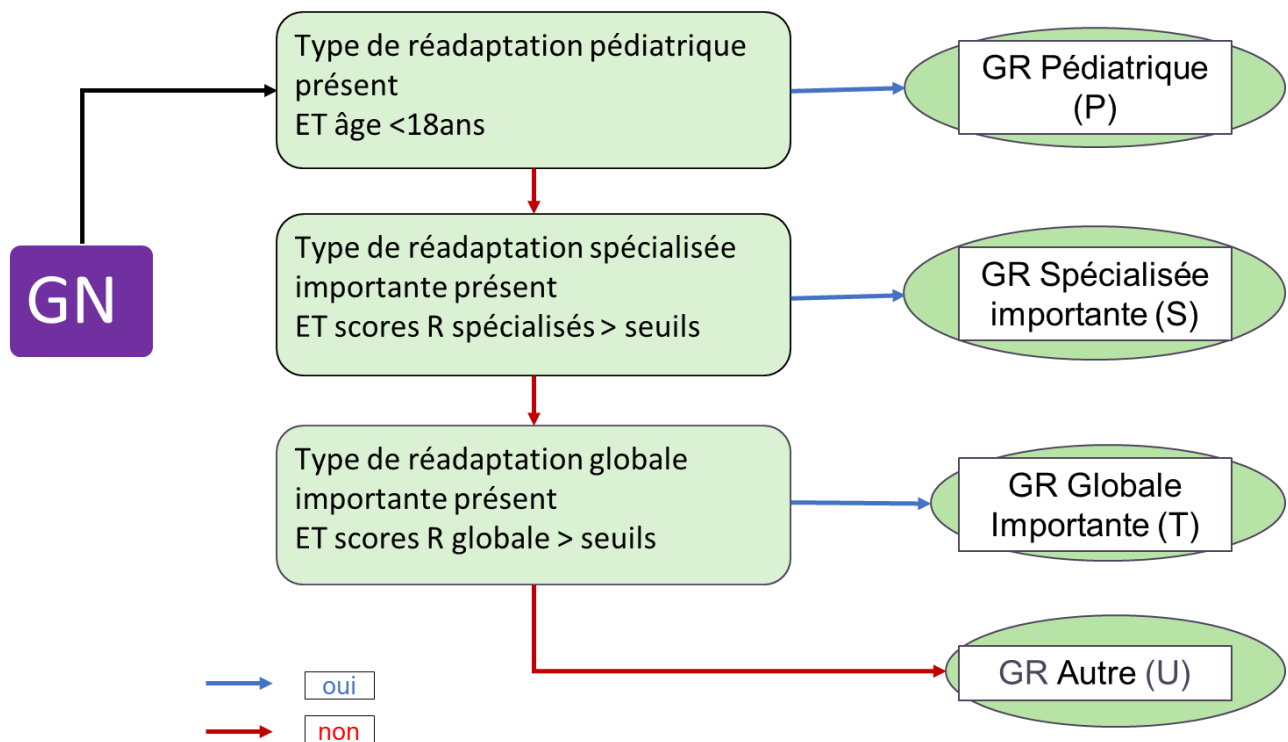 Type de réadaptation pédiatrique
présent
ET âge <18ans
GR Pédiatrique
(P)
GN
Type de réadaptation spécialisée
importante présent
ET scores R spécialisés > seuils
GR Spécialisée
importante (S)
Type de réadaptation globale
importante présent
ET scores R globale > seuils
GR Globale
Importante (T)
GR Autre (U)
oui
non